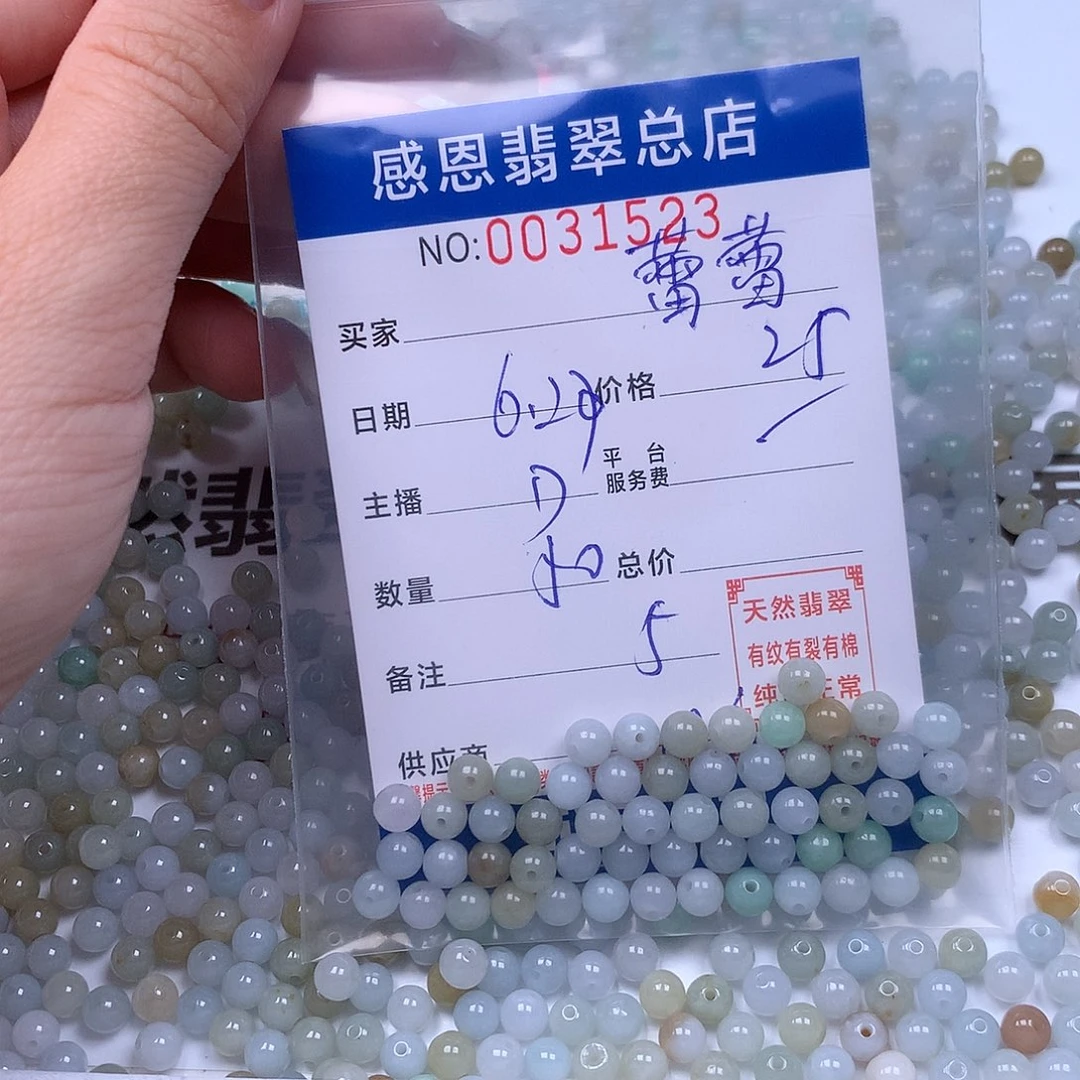 感恩翡翠总店
NO:0031523
买家 蕾蕾
日期 6.29 价格 25
主播 平台服务费
数量 总价
备注 5
天然翡翠
有纹有裂有棉
供应商